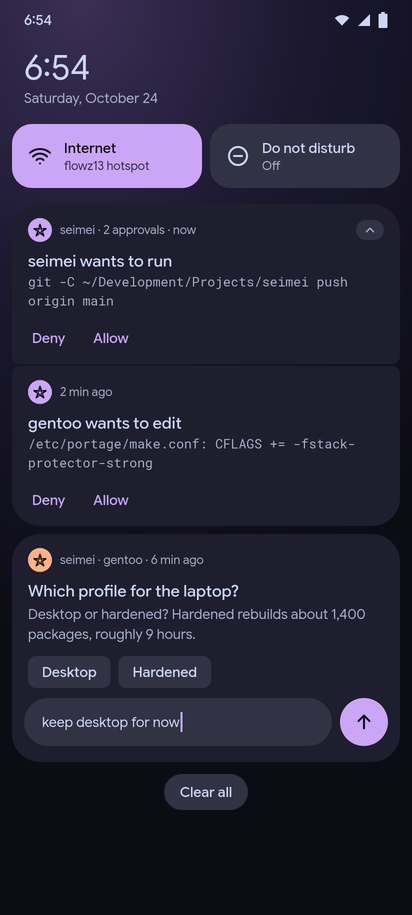 6:54
6:54
Saturday, October 24
Internet
flowz13 hotspot
Do not disturb
Off
seimei · 2 approvals · now
seimei wants to run
git -C ~/Development/Projects/seimei push
origin main
Deny
Allow
2 min ago
gentoo wants to edit
/etc/portage/make.conf: CFLAGS += -fstack-
protector-strong
Deny
Allow
seimei · gentoo · 6 min ago
Which profile for the laptop?
Desktop or hardened? Hardened rebuilds about 1,400
packages, roughly 9 hours.
Desktop
Hardened
keep desktop for now
Clear all